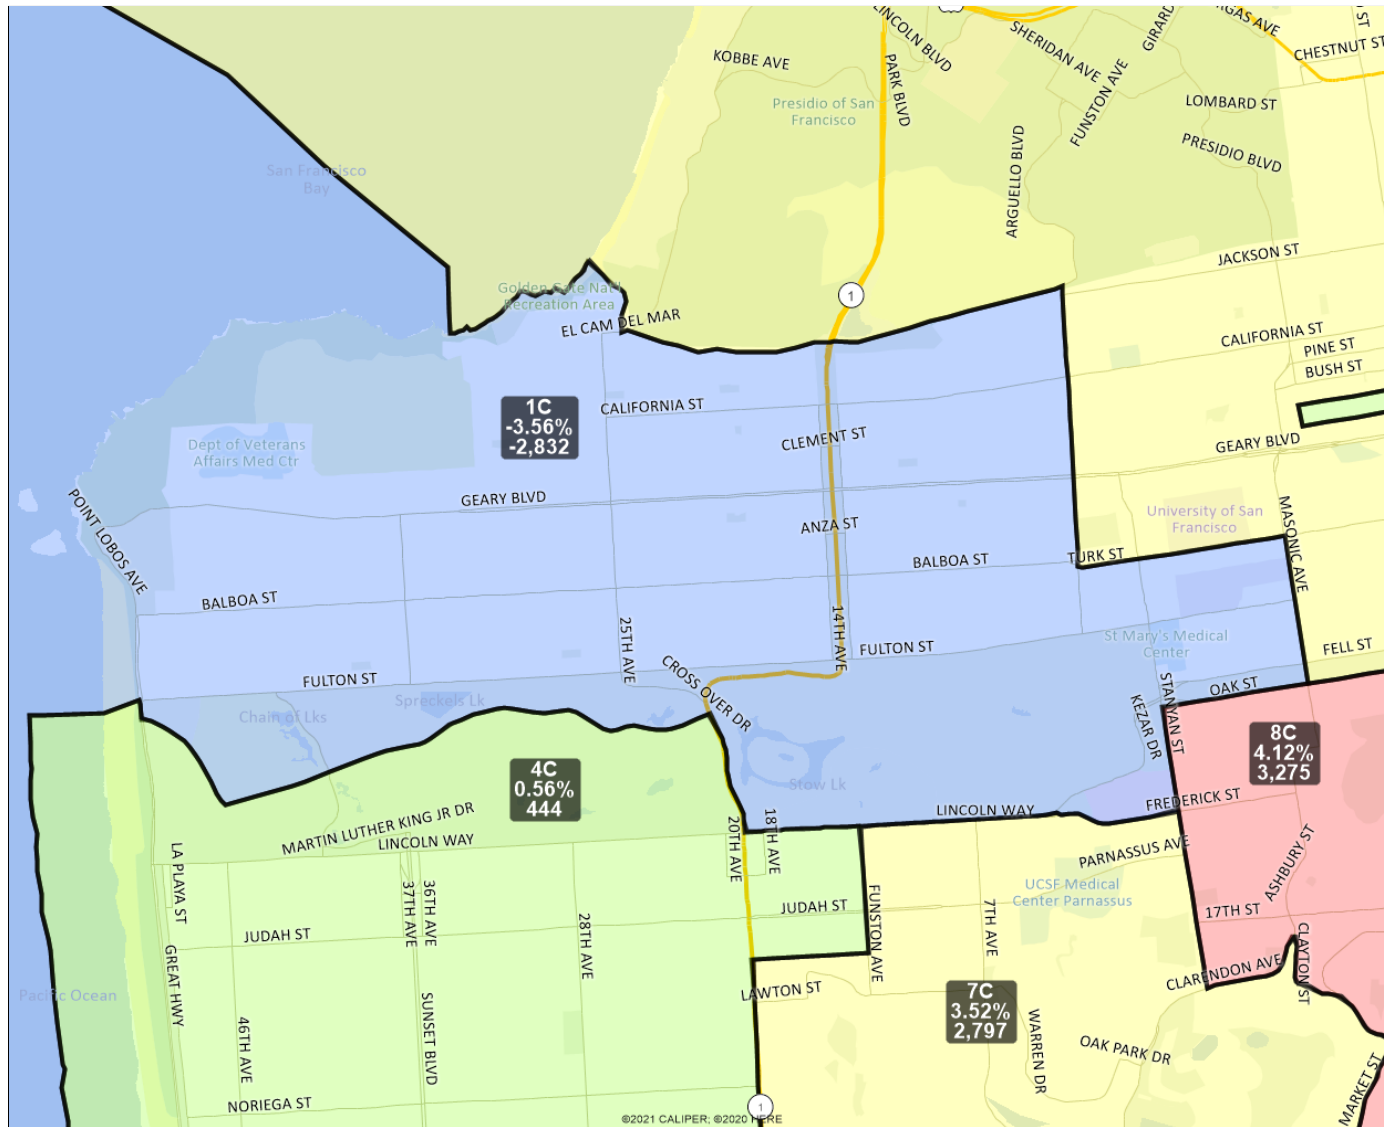 LINCOLN BLVD
SHERIDAN AVE
GIRARD
CHESTNUT ST
KOBBE AVE
PARK BLVD
FUNSTON AVE
Presidio of San
Francisco
LOMBARD ST
ARGUELLO BLVD
PRESIDIO BLVD
San Francisco
Bay
JACKSON ST
Golden Gate Nat'l
Recreation Area
1
EL CAM DEL MAR
CALIFORNIA ST
PINE ST
BUSH ST
1C
-3.56%
-2,832
CALIFORNIA ST
CLEMENT ST
GEARY BLVD
Dept of Veterans
Affairs Med Ctr
POINT LOBOS AVE
GEARY BLVD
ANZA ST
University of San
Francisco
MASONIC AVE
BALBOA ST
TURK ST
BALBOA ST
25TH AVE
14TH AVE
FULTON ST
St Mary's Medical
Center
FELL ST
FULTON ST
CROSS OVER DR
OAK ST
Spreckels Lk
Chain of Lks
KEZAR DR
STANYAN ST
8C
4.12%
3,275
4C
0.56%
444
Stow Lk
FREDERICK ST
LINCOLN WAY
MARTIN LUTHER KING JR DR
LINCOLN WAY
20TH AVE
18TH AVE
PARNASSUS AVE
ASHBURY ST
LA PLAYA ST
37TH AVE
36TH AVE
28TH AVE
JUDAH ST
FUNSTON AVE
7TH AVE
UCSF Medical
Center Parnassus
17TH ST
JUDAH ST
GREAT HWY
CLAYTON ST
CLARENDON AVE
LAWTON ST
Pacific Ocean
7C
3.52%
2,797
46TH AVE
SUNSET BLVD
WARREN DR
OAK PARK DR
MARKET ST
NORIEGA ST
1
©2021 CALIPER; ©2020 HERE